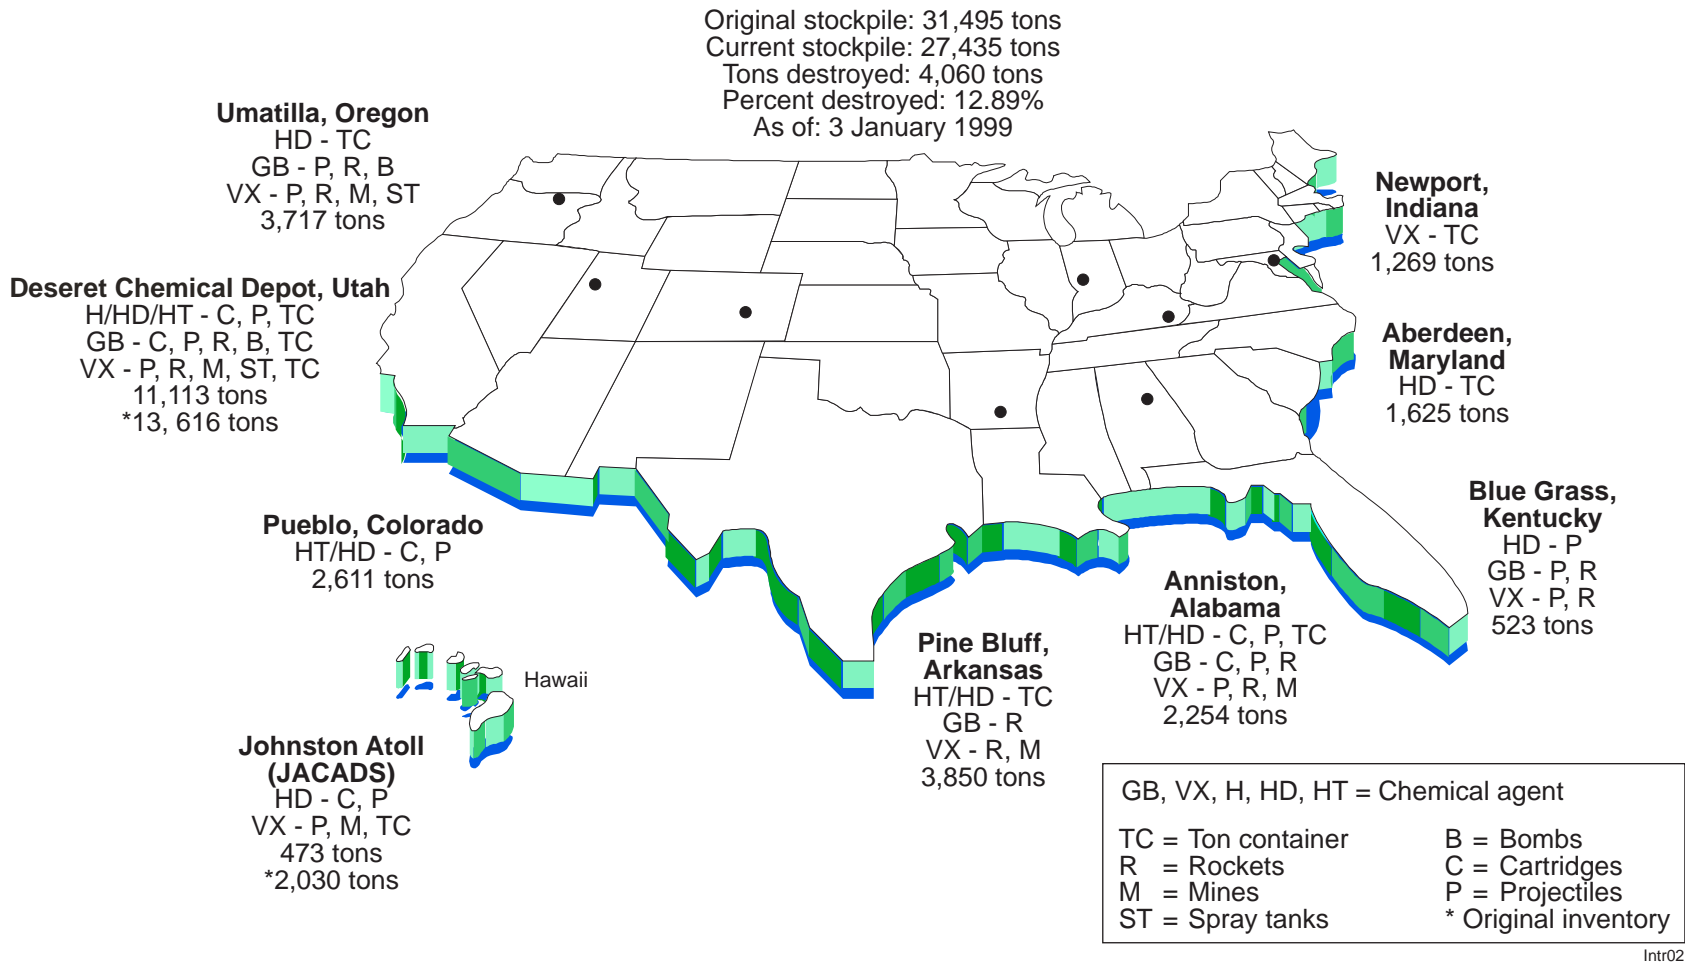 Original stockpile: 31,495 tons
Current stockpile: 27,435 tons
Tons destroyed: 4,060 tons
Percent destroyed: 12.89%
As of: 3 January 1999
Umatilla, Oregon
HD - TC
GB - P, R, B
VX - P, R, M, ST
3,717 tons
Deseret Chemical Depot, Utah
H/HD/HT - C, P, TC
GB - C, P, R, B, TC
VX - P, R, M, ST, TC
11,113 tons
*13, 616 tons
Pueblo, Colorado
HT/HD - C, P
2,611 tons
Hawaii
Johnston Atoll
(JACADS)
HD - C, P
VX - P, M, TC
473 tons
*2,030 tons
Pine Bluff,
Arkansas
HT/HD - TC
GB - R
VX - R, M
3,850 tons
Anniston,
Alabama
HT/HD - C, P, TC
GB - C, P, R
VX - P, R, M
2,254 tons
Newport,
Indiana
VX - TC
1,269 tons
Aberdeen,
Maryland
HD - TC
1,625 tons
Blue Grass,
Kentucky
HD - P
GB - P, R
VX - P, R
523 tons
GB, VX, H, HD, HT = Chemical agent
TC = Ton container
R = Rockets
M = Mines
ST = Spray tanks
B = Bombs
C = Cartridges
P = Projectiles
* Original inventory
Intr02